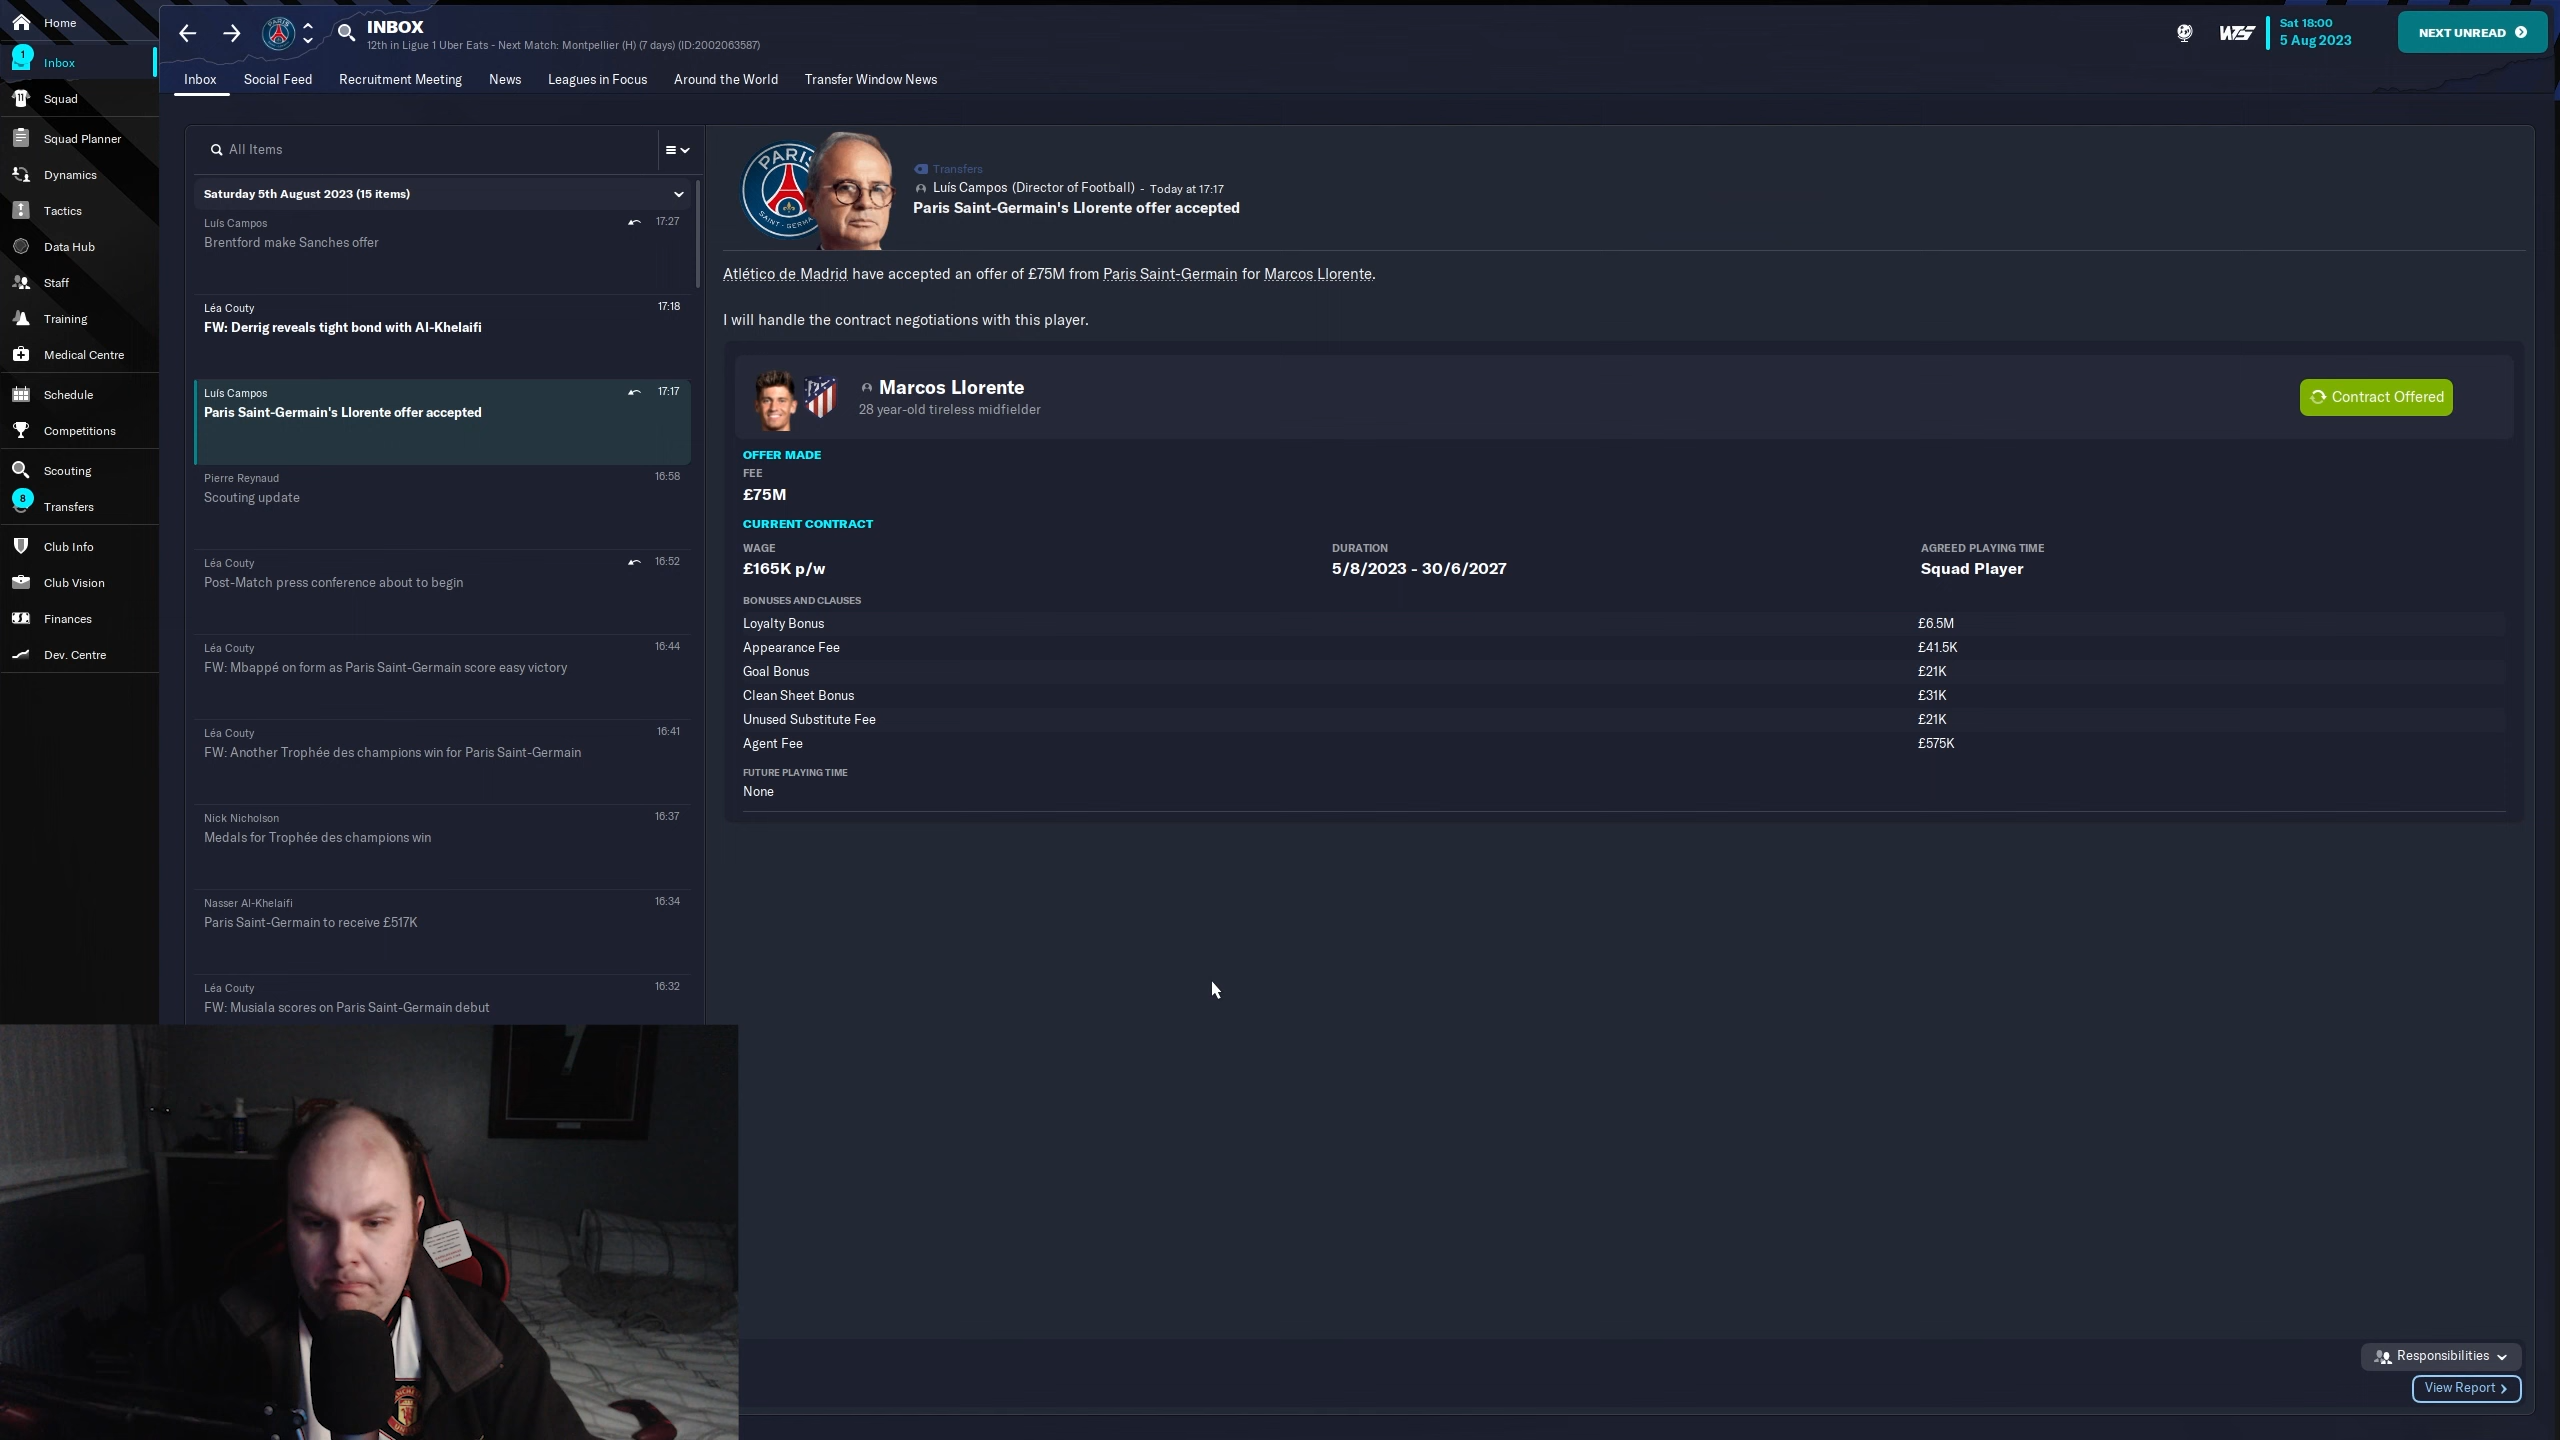 Home
1
Inbox
Squad
Squad Planner
Dynamics
Tactics
Data Hub
Staff
Training
Medical Centre
Schedule
Competitions
Scouting
8
Transfers
Club Info
Club Vision
Finances
Dev. Centre
INBOX
12th in Ligue 1 Uber Eats - Next Match: Montpellier (H) (7 days) (ID:2002063587)
Sat 18:00
5 Aug 2023
NEXT UNREAD
Inbox Social Feed Recruitment Meeting News Leagues in Focus Around the World Transfer Window News
All Items
Saturday 5th August 2023 (15 items)
Luís Campos 17:27
Brentford make Sanches offer
Léa Couty 17:18
FW: Derrig reveals tight bond with Al-Khelaifi
Luís Campos 17:17
Paris Saint-Germain's Llorente offer accepted
Pierre Reynaud 16:58
Scouting update
Léa Couty 16:52
Post-Match press conference about to begin
Léa Couty 16:44
FW: Mbappé on form as Paris Saint-Germain score easy victory
Léa Couty 16:41
FW: Another Trophée des champions win for Paris Saint-Germain
Nick Nicholson 16:37
Medals for Trophée des champions win
Nasser Al-Khelaifi 16:34
Paris Saint-Germain to receive £517K
Léa Couty 16:32
FW: Musiala scores on Paris Saint-Germain debut
Transfers
Luís Campos (Director of Football) - Today at 17:17
Paris Saint-Germain's Llorente offer accepted
Atlético de Madrid have accepted an offer of £75M from Paris Saint-Germain for Marcos Llorente.
I will handle the contract negotiations with this player.
Marcos Llorente
28 year-old tireless midfielder
Contract Offered
OFFER MADE
FEE
£75M
CURRENT CONTRACT
WAGE DURATION AGREED PLAYING TIME
£165K p/w 5/8/2023 - 30/6/2027 Squad Player
BONUSES AND CLAUSES
Loyalty Bonus £6.5M
Appearance Fee £41.5K
Goal Bonus £21K
Clean Sheet Bonus £31K
Unused Substitute Fee £21K
Agent Fee £575K
FUTURE PLAYING TIME
None
Responsibilities
View Report